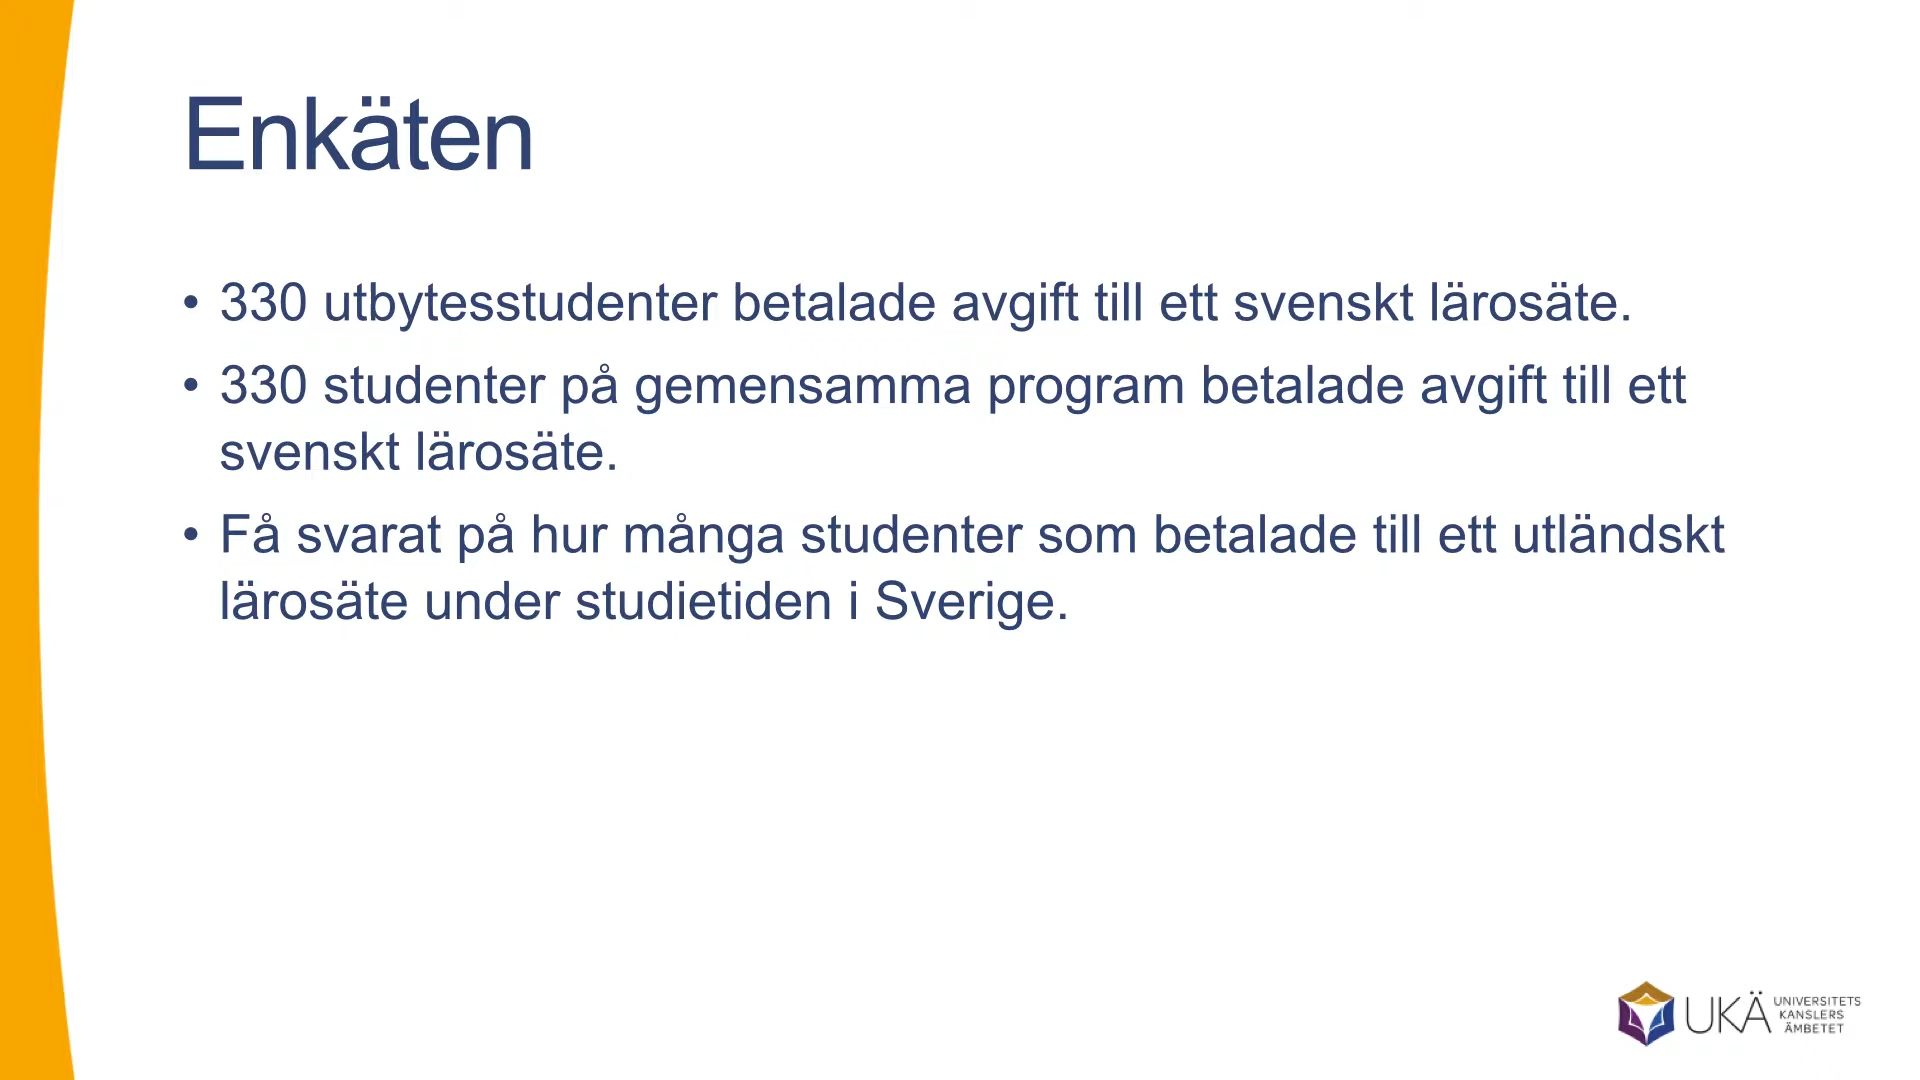 Enkäten
• 330 utbytesstudenter betalade avgift till ett svenskt lärosäte.
• 330 studenter på gemensamma program betalade avgift till ett
svenskt lärosäte.
• Få svarat på hur många studenter som betalade till ett utländskt
lärosäte under studietiden i Sverige.
UKÄ
UNIVERSITETS
KANSLERS
ÄMBETET